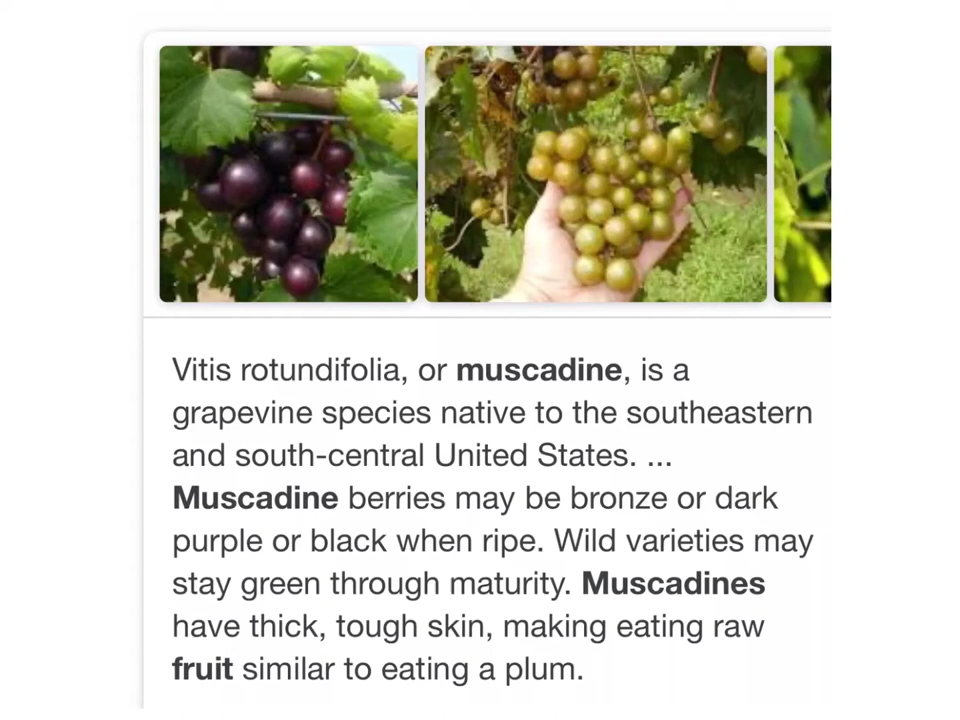 Vitis rotundifolia, or muscadine, is a
grapevine species native to the southeastern
and south-central United States. ...
Muscadine berries may be bronze or dark
purple or black when ripe. Wild varieties may
stay green through maturity. Muscadines
have thick, tough skin, making eating raw
fruit similar to eating a plum.